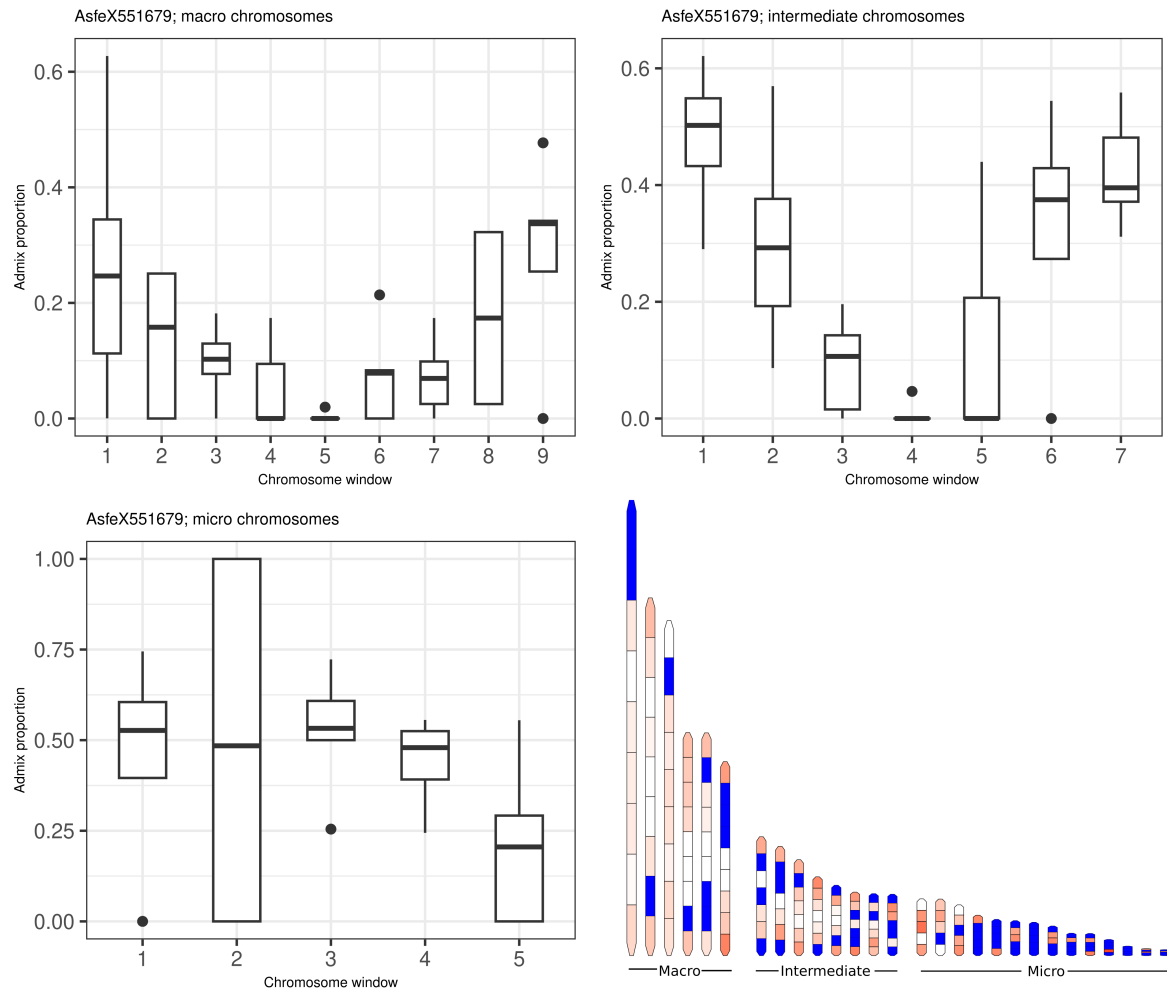 AsfeX551679; macro chromosomes
0.6
0.4
0.2
0.0
Admix proportion
1 2 3 4 5 6 7 8 9
Chromosome window
AsfeX551679; intermediate chromosomes
0.6
0.4
0.2
0.0
Admix proportion
1 2 3 4 5 6 7
Chromosome window
AsfeX551679; micro chromosomes
1.00
0.75
0.50
0.25
0.00
Admix proportion
1 2 3 4 5
Chromosome window
Macro Intermediate Micro